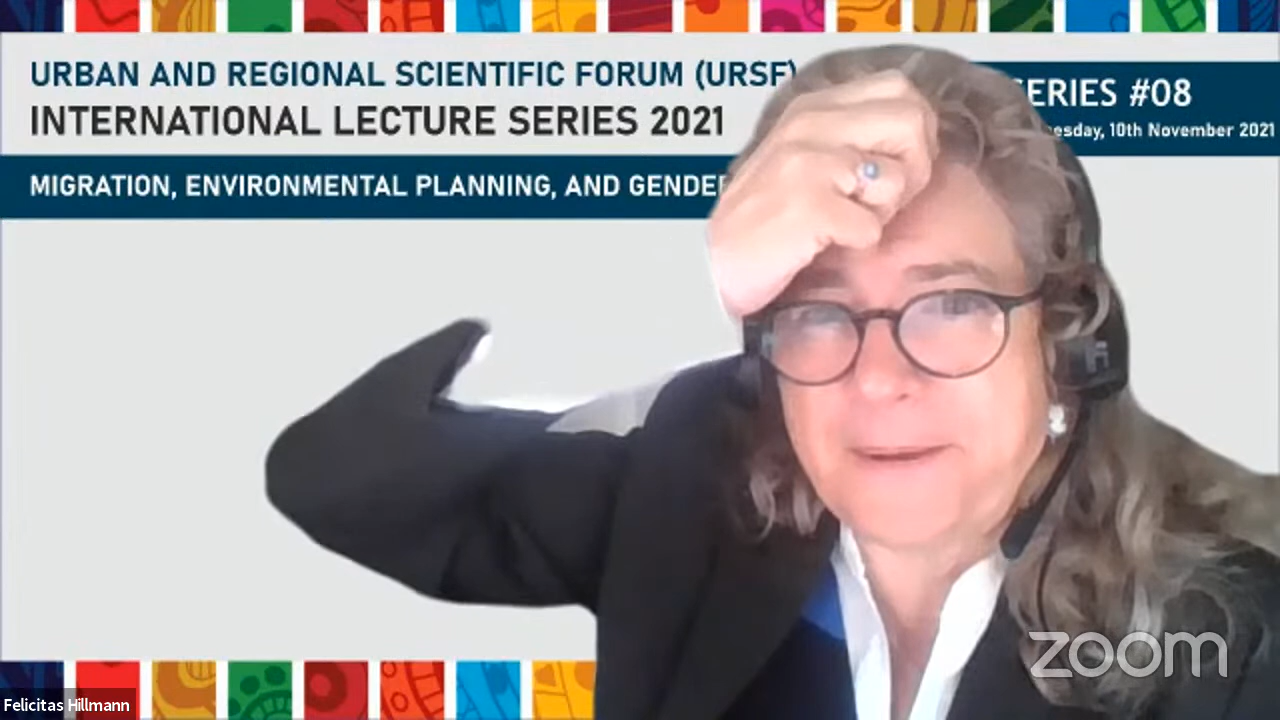 URBAN AND REGIONAL SCIENTIFIC FORUM (URSF)
INTERNATIONAL LECTURE SERIES 2021
MIGRATION, ENVIRONMENTAL PLANNING, AND GENDER
ERIES #08
esday, 10th November 2021
zoom
Felicitas Hillmann